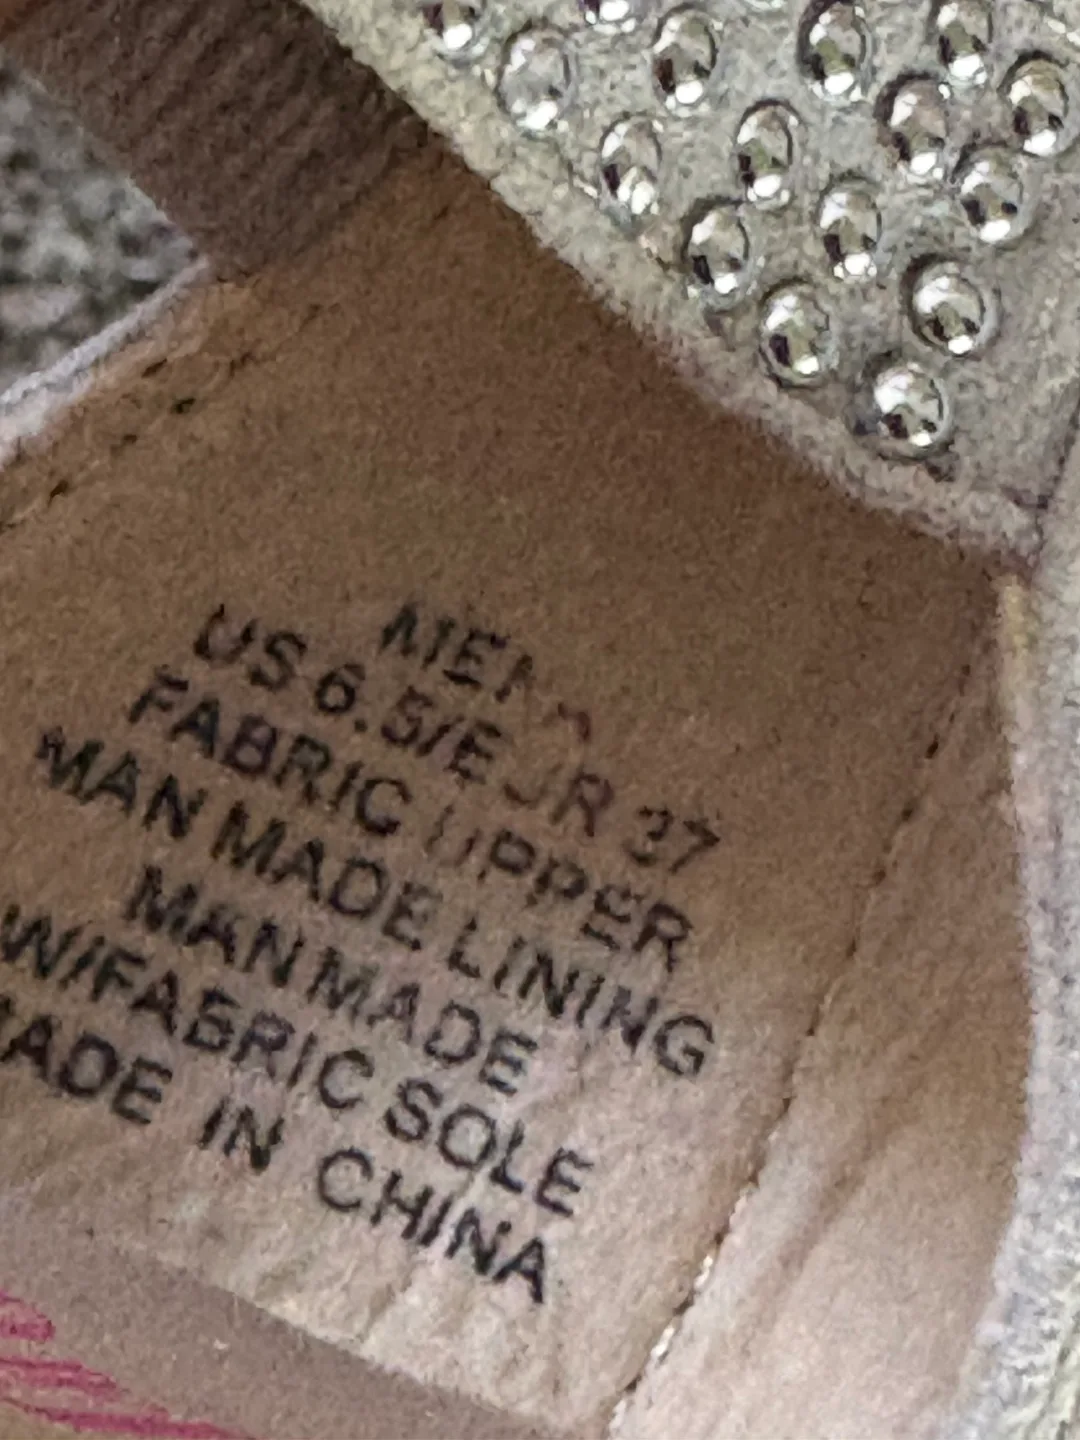 US 6.5/EUR 37
FABRIC UPPER
MAN MADE LINING
MAN MADE
W/FABRIC SOLE
MADE IN CHINA